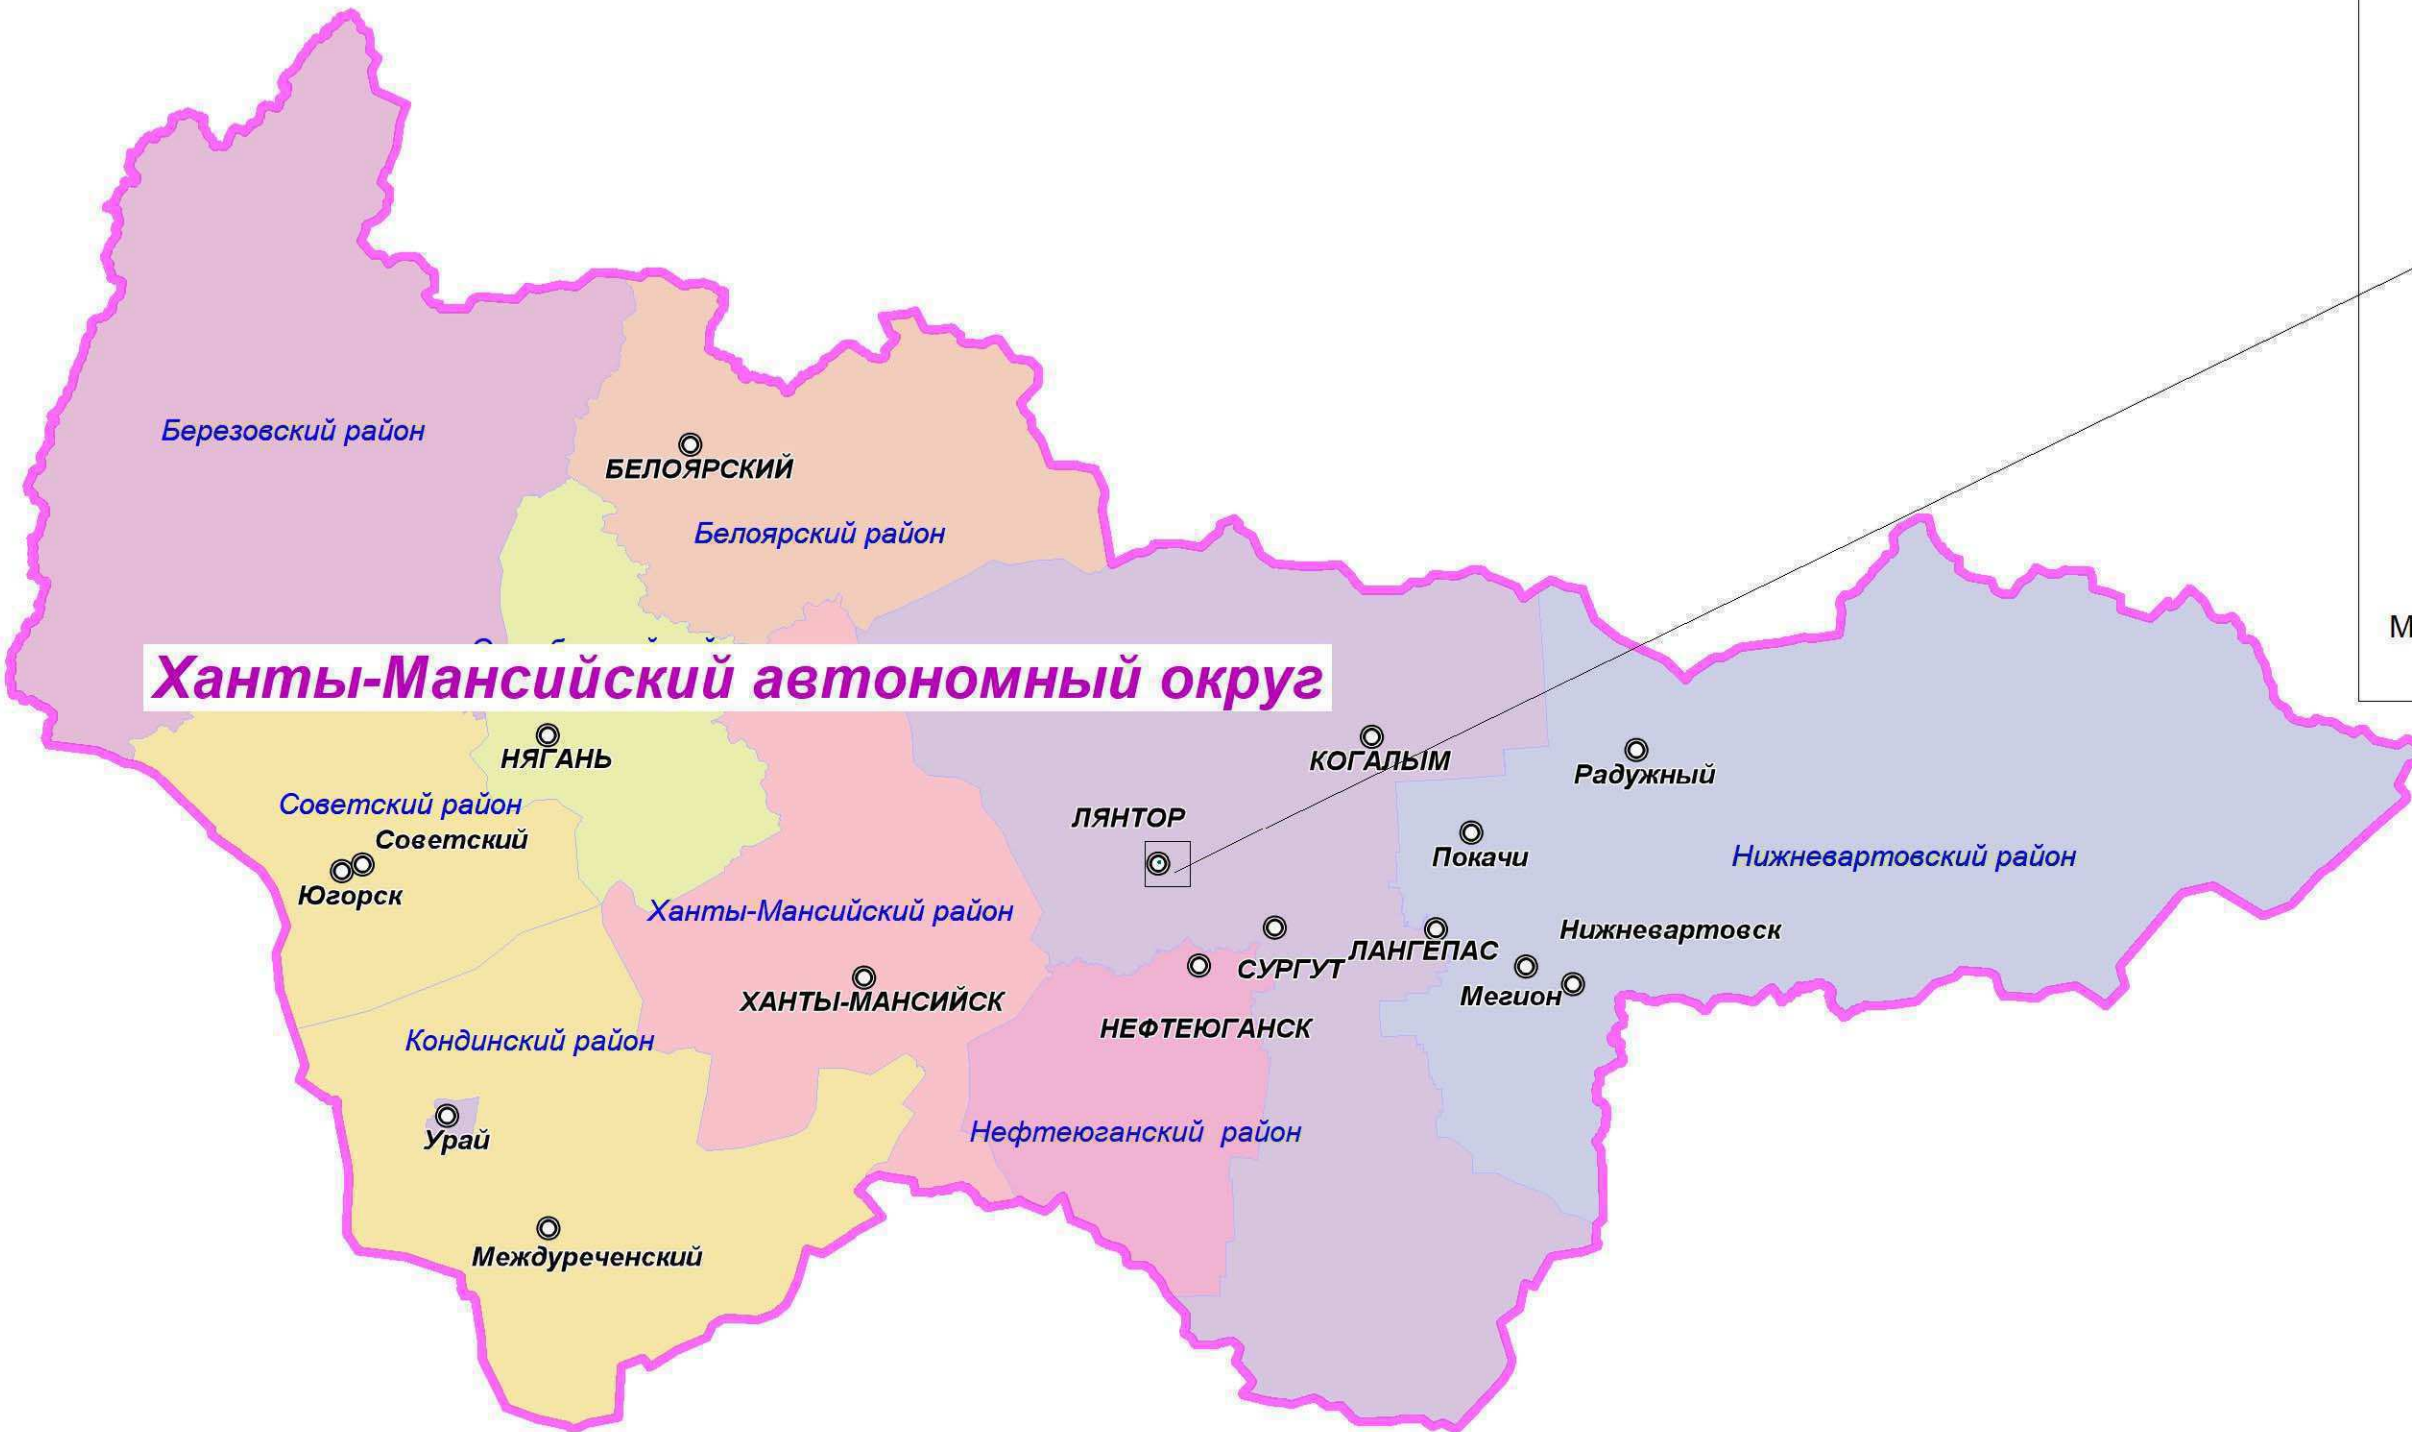 Березовский район
БЕЛОЯРСКИЙ
Белоярский район
М
Ханты-Мансийский автономный округ
НЯГАНЬ
КОГАЛЫМ
Радужный
Советский район
ЛЯНТОР
Советский
Покачи
Нижневартовский район
Югорск
Ханты-Мансийский район
Нижневартовск
ЛАНГЕПАС
СУРГУТ
ХАНТЫ-МАНСИЙСК
Мегион
НЕФТЕЮГАНСК
Кондинский район
Урай
Нефтеюганский район
Междуреченский